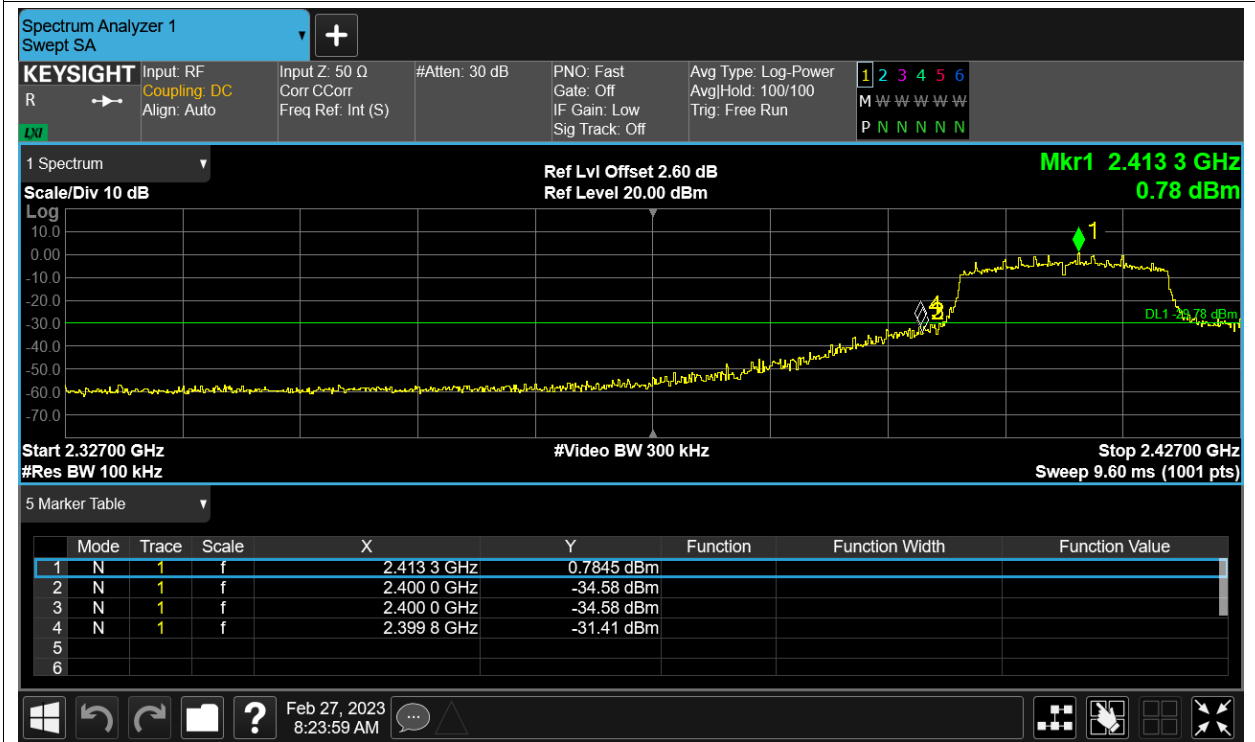 Spectrum Analyzer 1
Swept SA
+
KEYSIGHT Input: RF Input Z: 50 Ω #Atten: 30 dB PNO: Fast Avg Type: Log-Power 1 2 3 4 5 6
R Coupling: DC Corr CCorr Gate: Off Avg|Hold: 100/100 M W W W W W W
Align: Auto Freq Ref: Int (S) IF Gain: Low Trig: Free Run
LXI Sig Track: Off P N N N N N N
1 Spectrum Ref Lvl Offset 2.60 dB Mkr1 2.413 3 GHz
Scale/Div 10 dB Ref Level 20.00 dBm 0.78 dBm
Log
10.0
1
0.00
-10.0
-20.0
-30.0
DL1 -29.78 dBm
-40.0
-50.0
-60.0
-70.0
Start 2.32700 GHz #Video BW 300 kHz Stop 2.42700 GHz
#Res BW 100 kHz Sweep 9.60 ms (1001 pts)
5 Marker Table
Mode Trace Scale X Y Function Function Width Function Value
1 N 1 f 2.413 3 GHz 0.7845 dBm
2 N 1 f 2.400 0 GHz -34.58 dBm
3 N 1 f 2.400 0 GHz -34.58 dBm
4 N 1 f 2.399 8 GHz -31.41 dBm
5
6
? Feb 27, 2023
8:23:59 AM